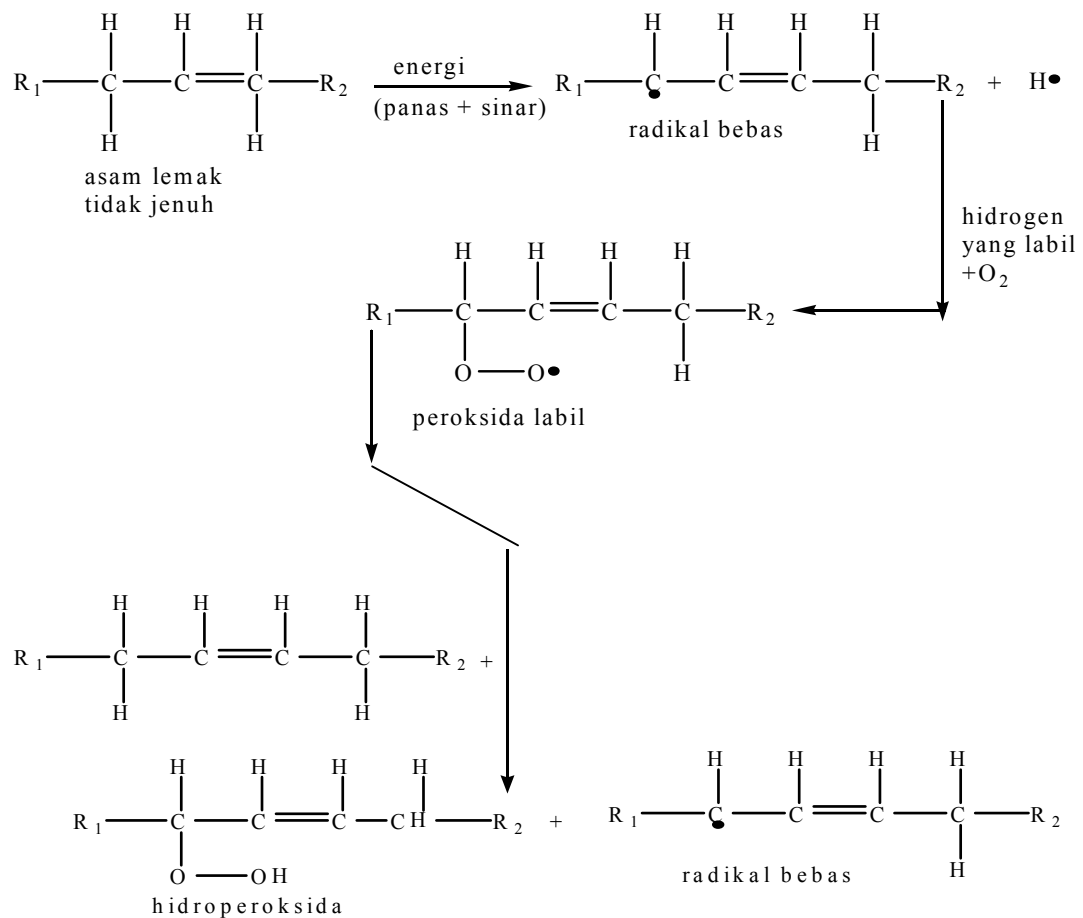 H H H
R1 C C C R2
H H
asam lemak
tidak jenuh
energi
(panas + sinar)
H H H H
R1 C C C C R2 + H
H
radikal bebas
hidrogen
yang labil
+O2
H H H H
R1 C C C C R2
O O H
peroksida labil
H H H H
R1 C C C C R2 +
H H
H H H H
R1 C C C CH R2 +
O OH
hidroperoksida
H H H H
R1 C C C C R2
H
radikal bebas